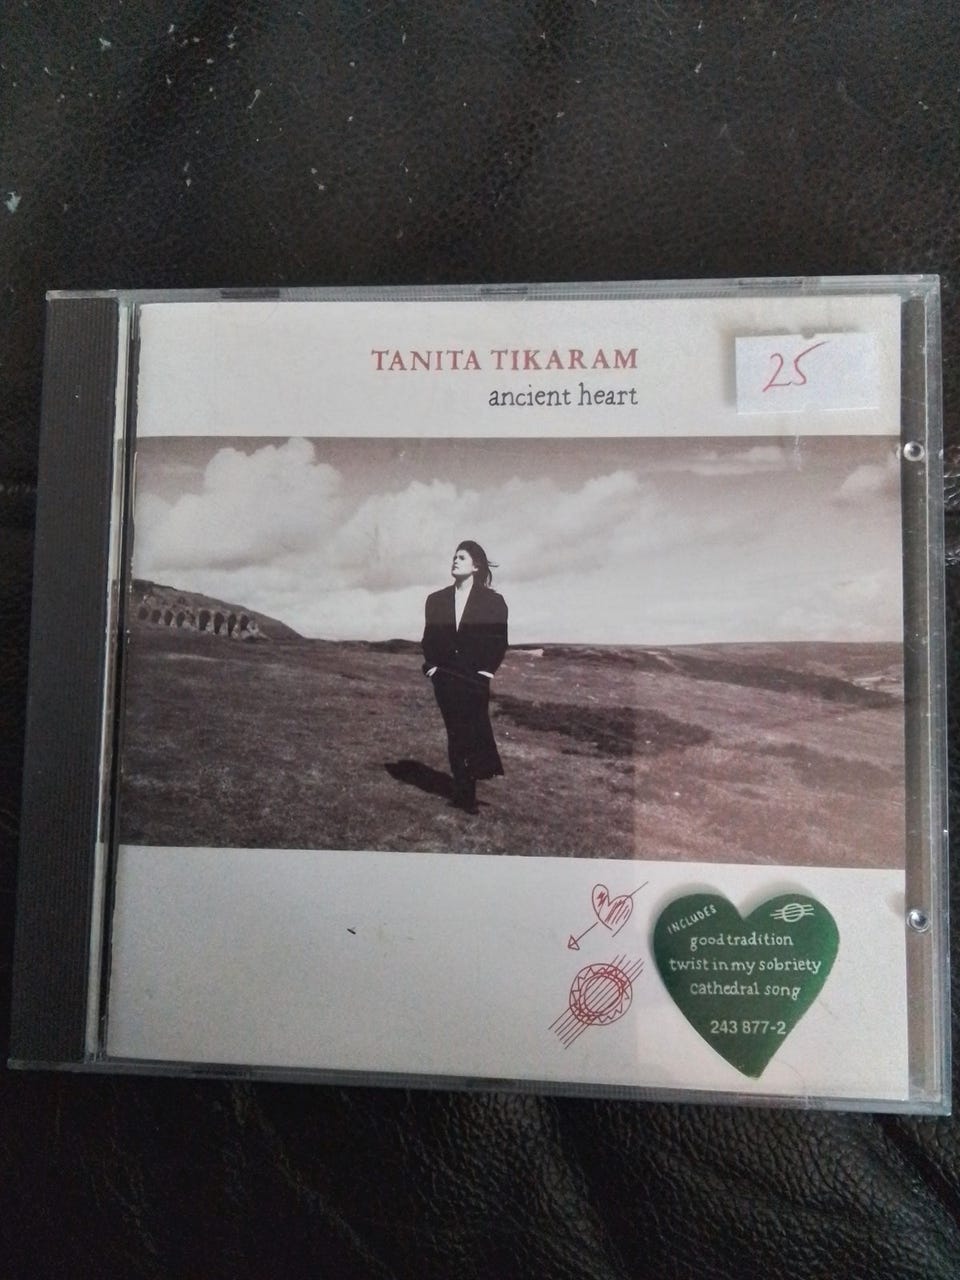 TANITA TIKARAM
ancient heart
25
INCLUDES
good tradition
twist in my sobriety
cathedral song
243 877-2